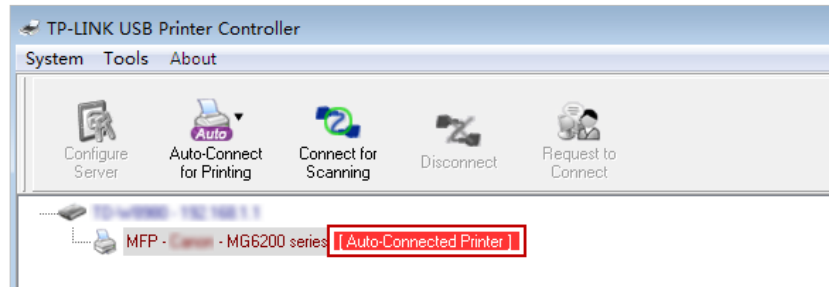 TP-LINK USB Printer Controller
System Tools About
Configure Server
Auto
Auto-Connect for Printing
Connect for Scanning
Disconnect
Request to Connect
MFP - - MG6200 series [ Auto-Connected Printer ]